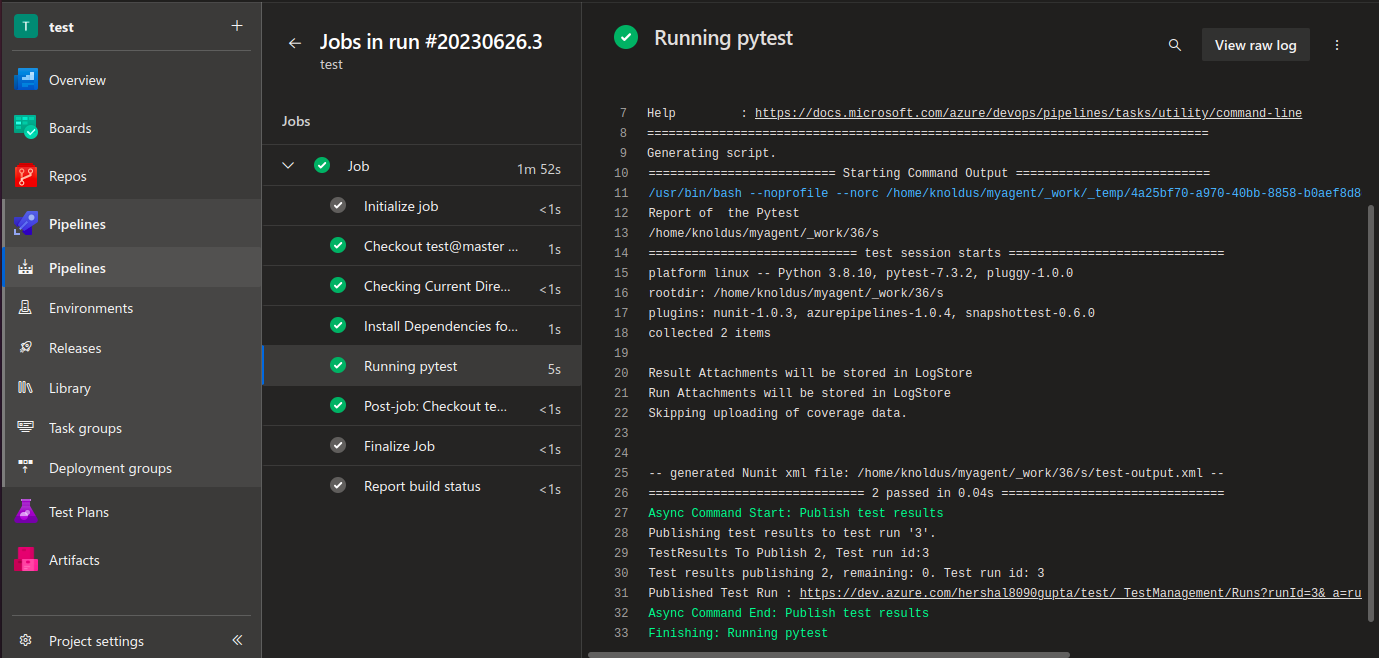 T test +
Overview
Boards
Repos
Pipelines
Pipelines
Environments
Releases
Library
Task groups
Deployment groups
Test Plans
Artifacts
Project settings
Jobs in run #20230626.3
test
Jobs
Job 1m 52s
Initialize job <1s
Checkout test@master ... 1s
Checking Current Dire... <1s
Install Dependencies fo... 1s
Running pytest 5s
Post-job: Checkout te... <1s
Finalize Job <1s
Report build status <1s
Running pytest
View raw log
7 Help : https://docs.microsoft.com/azure/devops/pipelines/tasks/utility/command-line
8 ==============================================================================
9 Generating script.
10 ========================== Starting Command Output ===========================
11 /usr/bin/bash --noprofile --norc /home/knoldus/myagent/_work/_temp/4a25bf70-a970-40bb-8858-b0aef8d8
12 Report of  the Pytest
13 /home/knoldus/myagent/_work/36/s
14 ============================= test session starts ==============================
15 platform linux -- Python 3.8.10, pytest-7.3.2, pluggy-1.0.0
16 rootdir: /home/knoldus/myagent/_work/36/s
17 plugins: nunit-1.0.3, azurepipelines-1.0.4, snapshottest-0.6.0
18 collected 2 items
19
20 Result Attachments will be stored in LogStore
21 Run Attachments will be stored in LogStore
22 Skipping uploading of coverage data.
23
24
25 -- generated Nunit xml file: /home/knoldus/myagent/_work/36/s/test-output.xml --
26 ============================== 2 passed in 0.04s ===============================
27 Async Command Start: Publish test results
28 Publishing test results to test run '3'.
29 TestResults To Publish 2, Test run id:3
30 Test results publishing 2, remaining: 0. Test run id: 3
31 Published Test Run : https://dev.azure.com/hershal8090gupta/test/_TestManagement/Runs?runId=3&_a=ru
32 Async Command End: Publish test results
33 Finishing: Running pytest